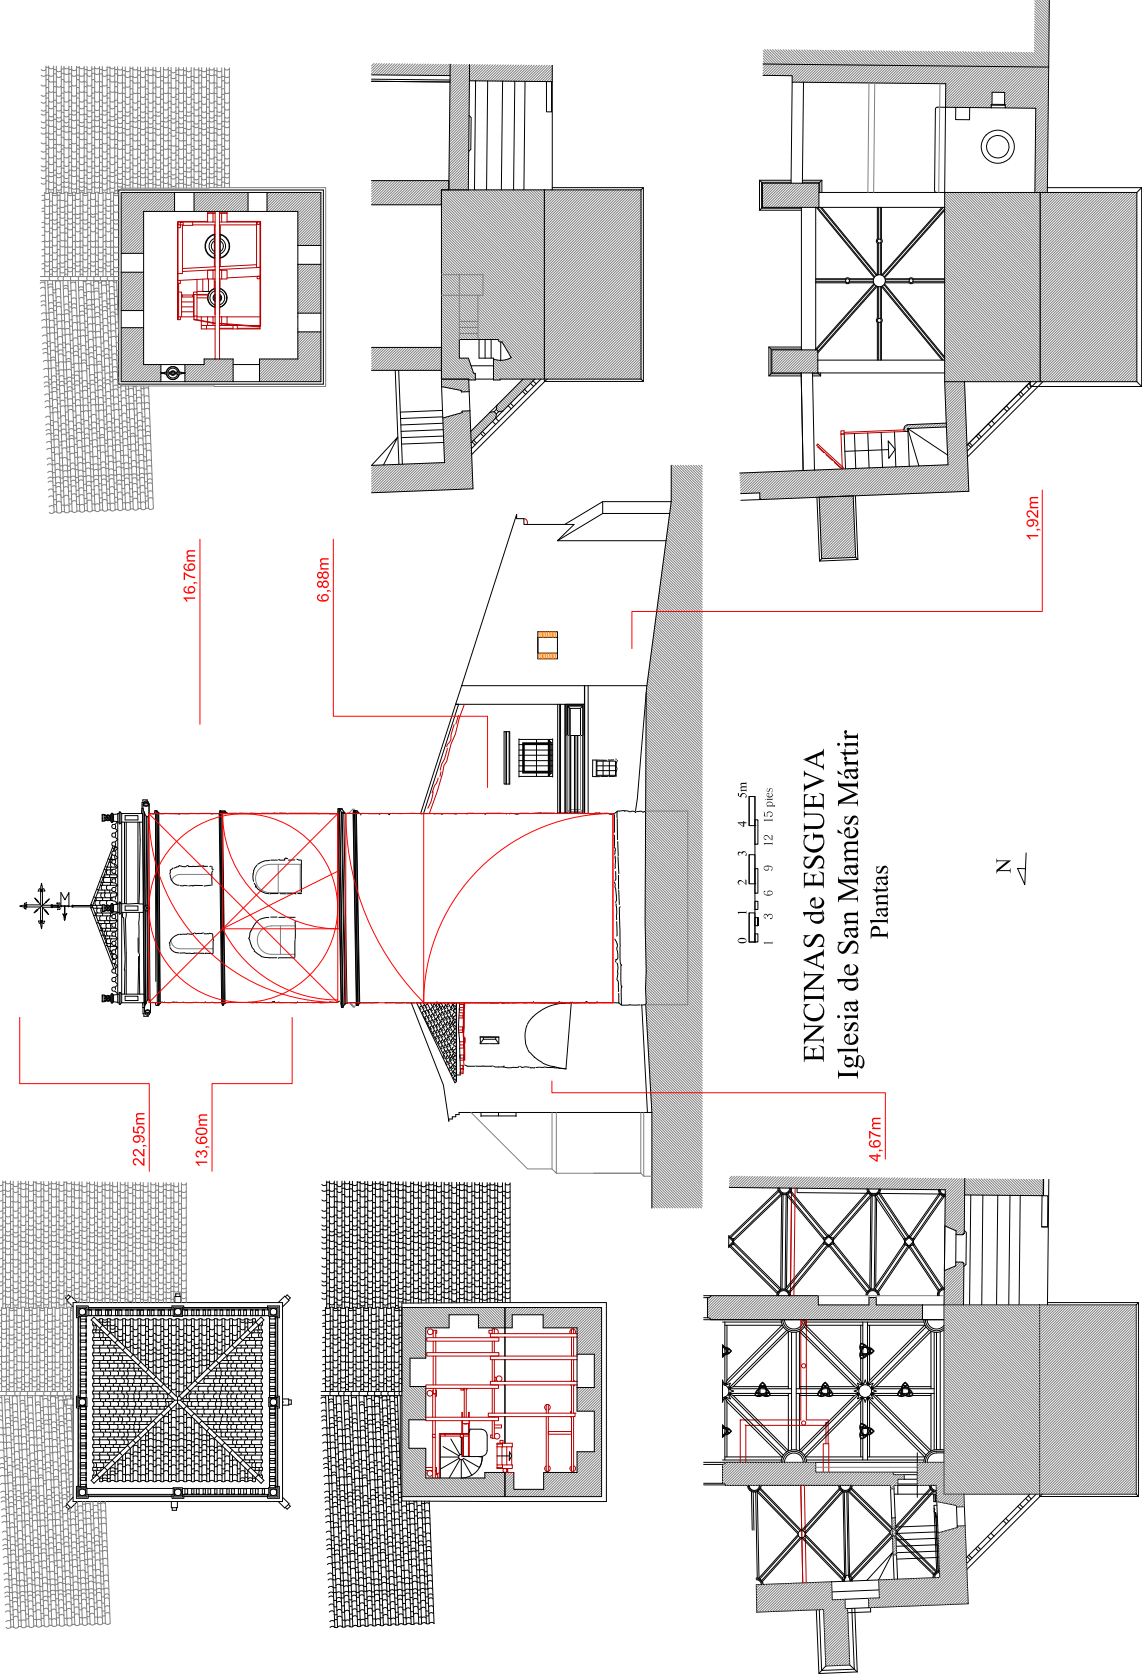 22,95m
16,76m
13,60m
6,88m
4,67m
1,92m
M
0 1 2 3 4 5m
1 3 6 9 12 15 pies
ENCINAS de ESGUEVA
Iglesia de San Mamés Mártir
Plantas
N